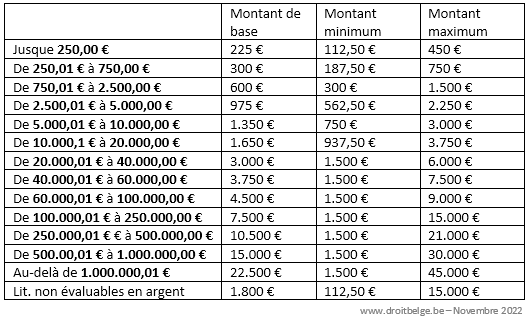 Montant de base Montant minimum Montant maximum
Jusque 250,00 € 225 € 112,50 € 450 €
De 250,01 € à 750,00 € 300 € 187,50 € 750 €
De 750,01 € à 2.500,00 € 600 € 300 € 1.500 €
De 2.500,01 € à 5.000,00 € 975 € 562,50 € 2.250 €
De 5.000,01 € à 10.000,00 € 1.350 € 750 € 3.000 €
De 10.000,1 € à 20.000,00 € 1.650 € 937,50 € 3.750 €
De 20.000,01 € à 40.000,00 € 3.000 € 1.500 € 6.000 €
De 40.000,01 € à 60.000,00 € 3.750 € 1.500 € 7.500 €
De 60.000,01 € à 100.000,00 € 4.500 € 1.500 € 9.000 €
De 100.000,01 € à 250.000,00 € 7.500 € 1.500 € 15.000 €
De 250.000,01 € € à 500.000,00 € 10.500 € 1.500 € 21.000 €
De 500.00,01 € à 1.000.000,00 € 15.000 € 1.500 € 30.000 €
Au-delà de 1.000.000,01 € 22.500 € 1.500 € 45.000 €
Lit. non évaluables en argent 1.800 € 112,50 € 15.000 €
www.droitbelge.be – Novembre 2022